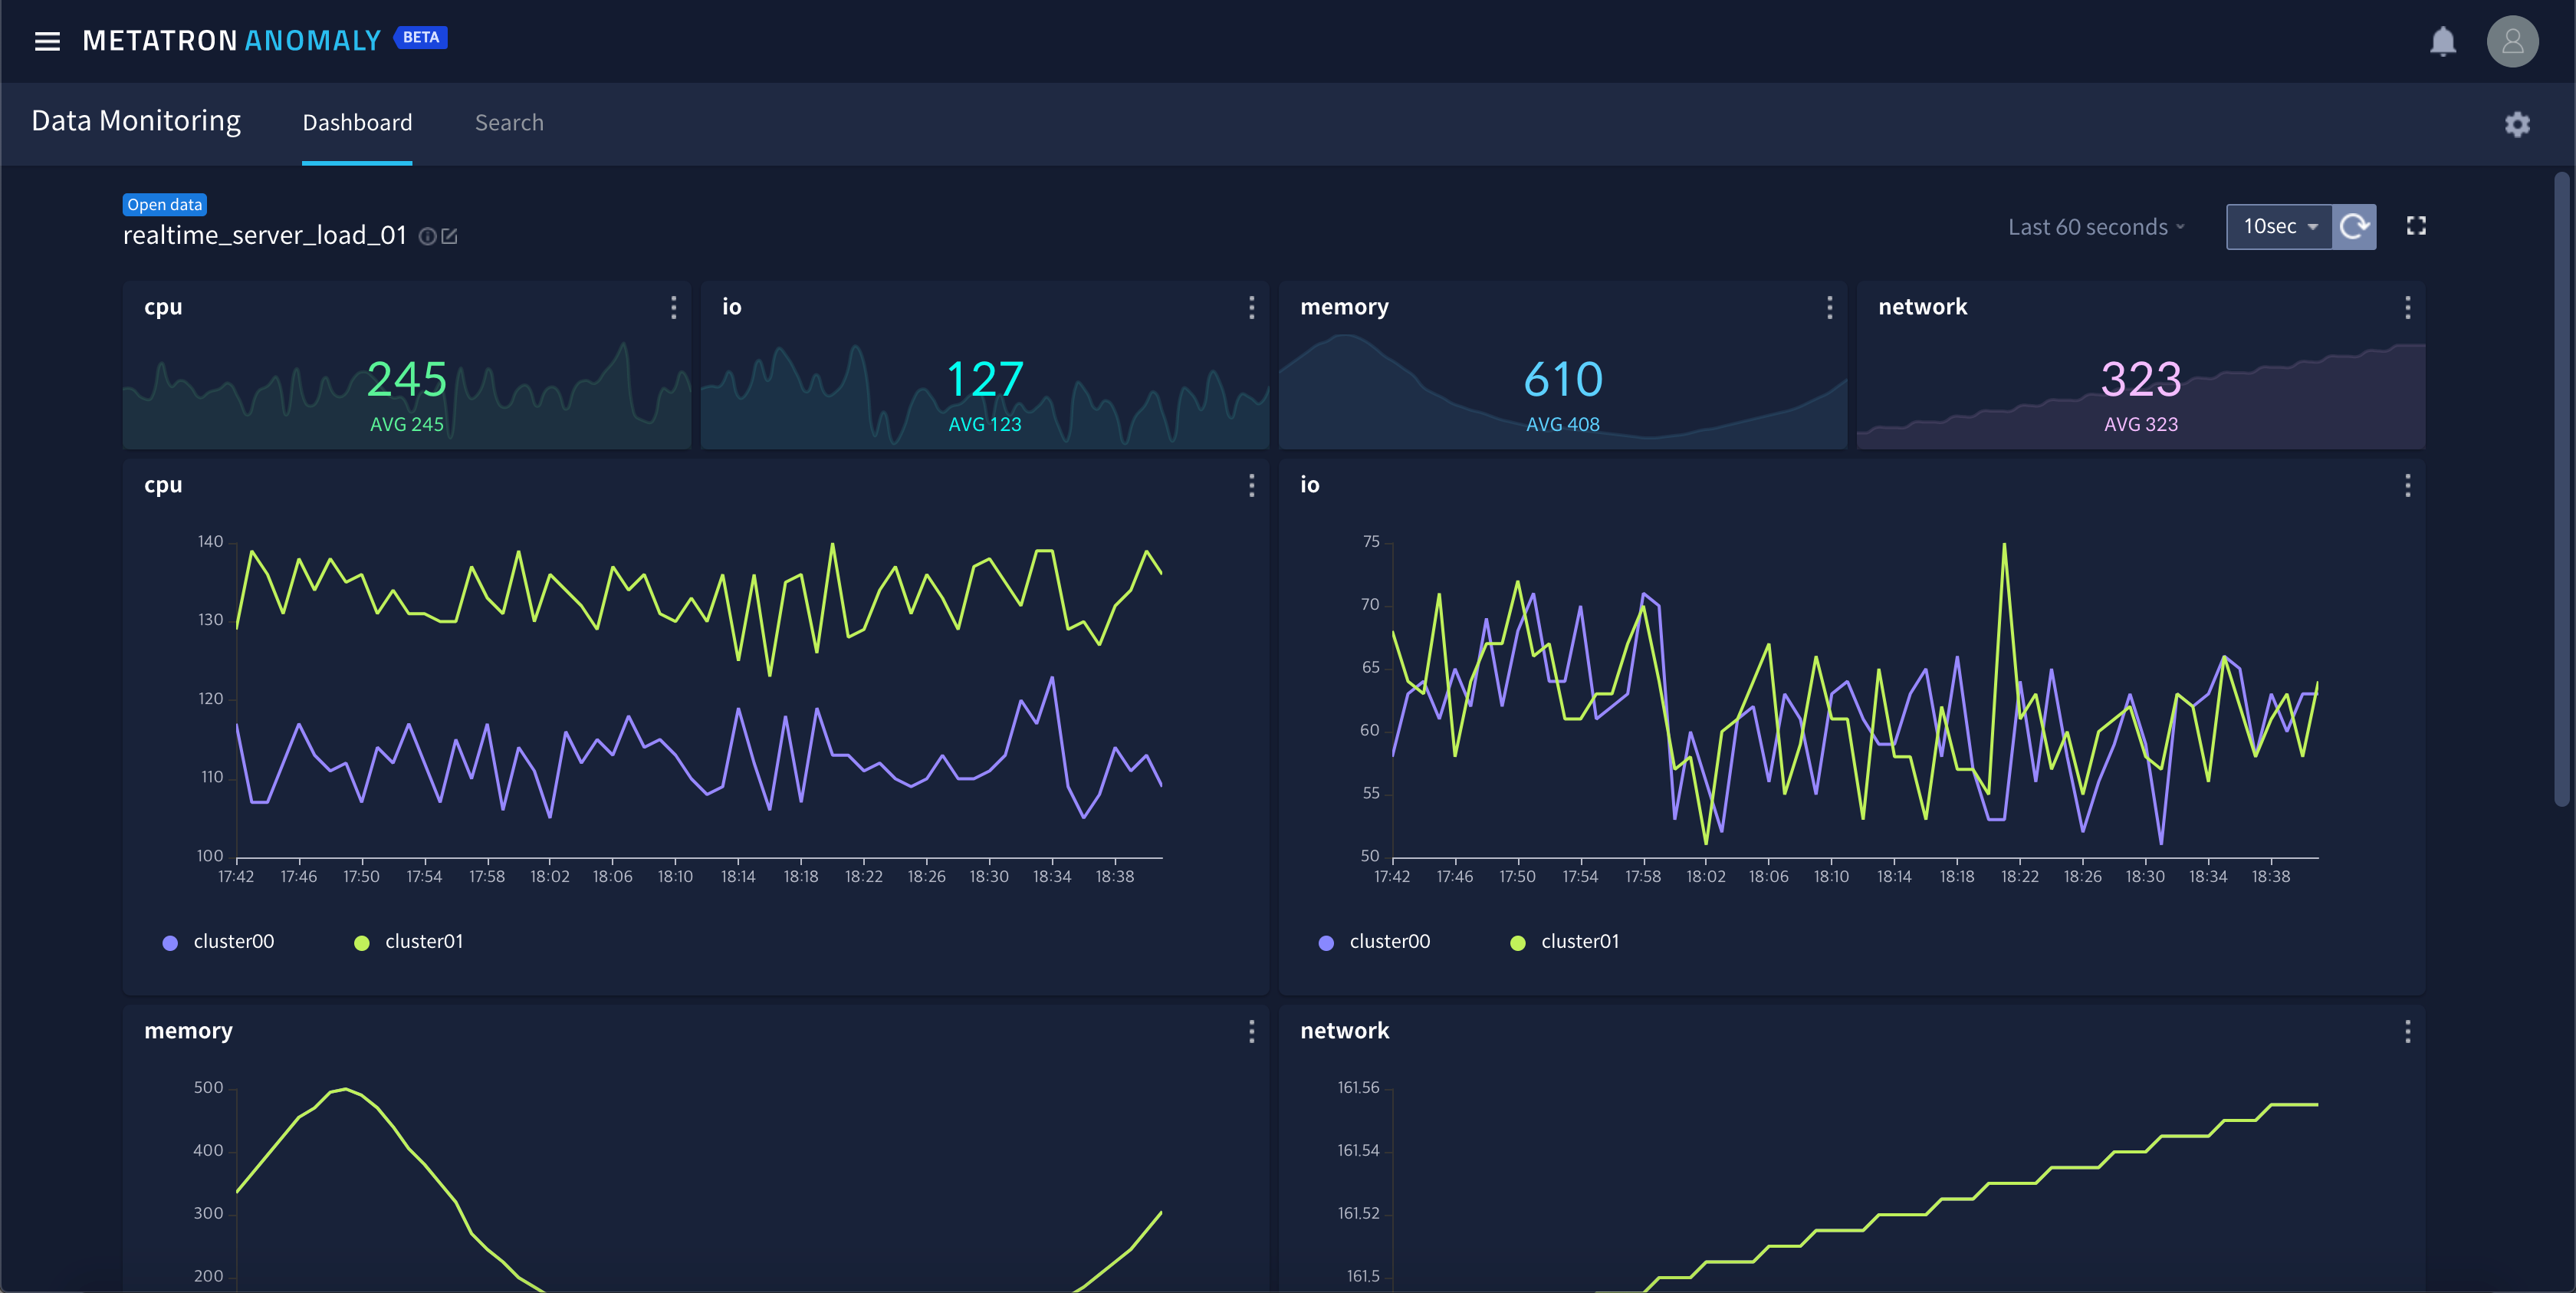 METATRON ANOMALY BETA
Data Monitoring Dashboard Search
Open data
realtime_server_load_01
Last 60 seconds 10sec
cpu io memory network
245 127 610 323
AVG 245 AVG 123 AVG 408 AVG 323
cpu
140
130
120
110
100
17:42 17:46 17:50 17:54 17:58 18:02 18:06 18:10 18:14 18:18 18:22 18:26 18:30 18:34 18:38
cluster00 cluster01
io
75
70
65
60
55
50
17:42 17:46 17:50 17:54 17:58 18:02 18:06 18:10 18:14 18:18 18:22 18:26 18:30 18:34 18:38
cluster00 cluster01
memory
500
400
300
200
network
161.56
161.54
161.52
161.5